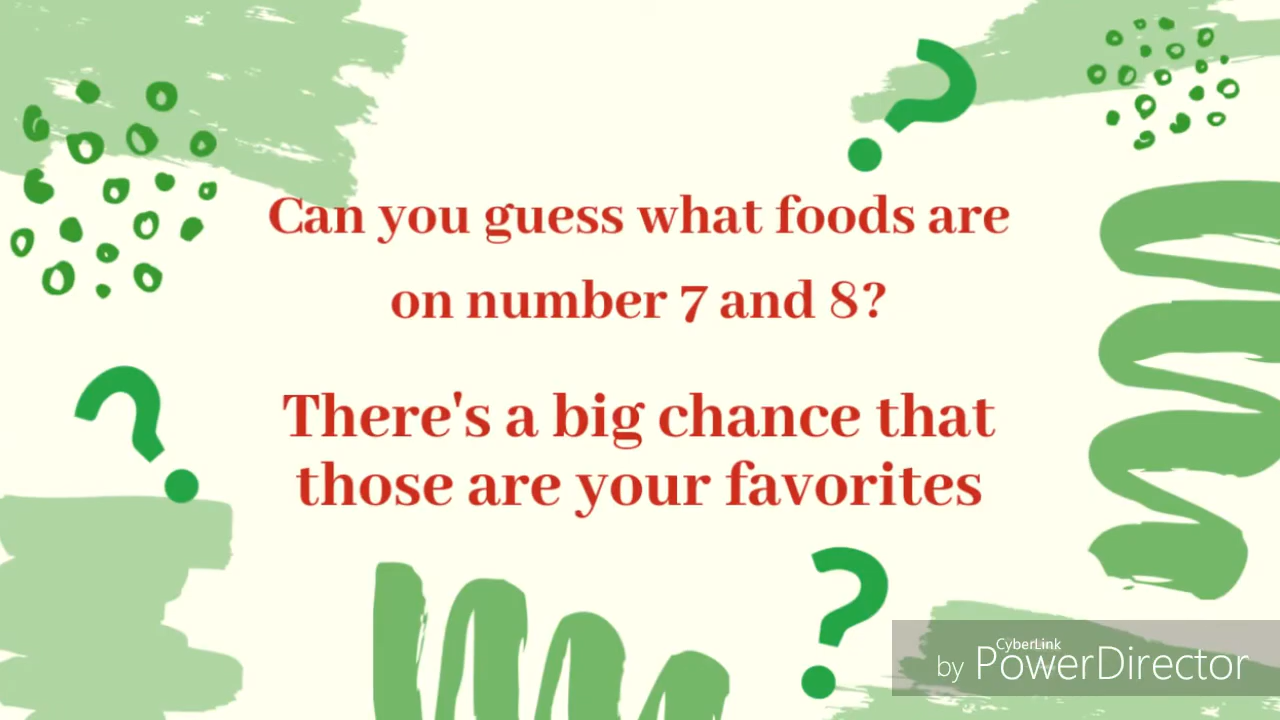 Can you guess what foods are
on number 7 and 8?
There's a big chance that
those are your favorites
CyberLink
by PowerDirector